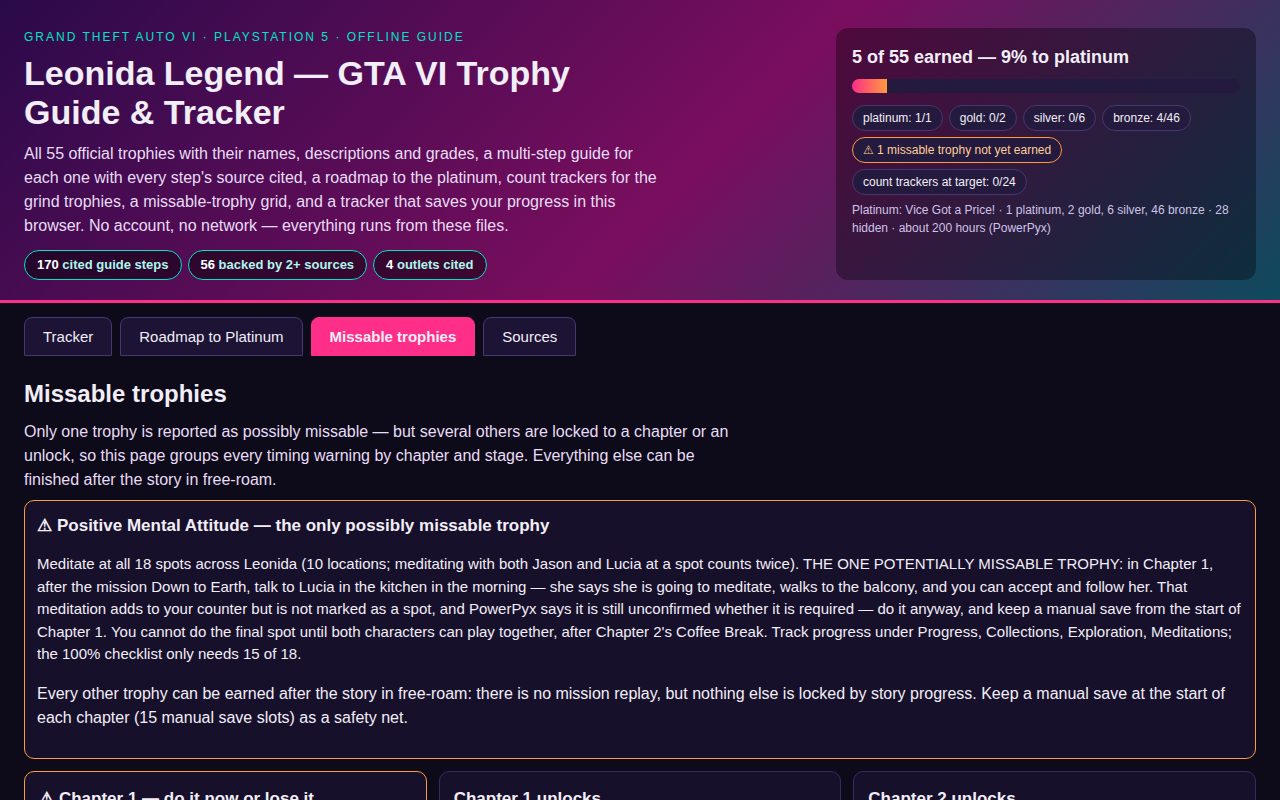 GRAND THEFT AUTO VI · PLAYSTATION 5 · OFFLINE GUIDE
Leonida Legend — GTA VI Trophy
Guide & Tracker
All 55 official trophies with their names, descriptions and grades, a multi-step guide for
each one with every step's source cited, a roadmap to the platinum, count trackers for the
grind trophies, a missable-trophy grid, and a tracker that saves your progress in this
browser. No account, no network — everything runs from these files.
170 cited guide steps
56 backed by 2+ sources
4 outlets cited
5 of 55 earned — 9% to platinum
platinum: 1/1
gold: 0/2
silver: 0/6
bronze: 4/46
⚠ 1 missable trophy not yet earned
count trackers at target: 0/24
Platinum: Vice Got a Price! · 1 platinum, 2 gold, 6 silver, 46 bronze · 28
hidden · about 200 hours (PowerPyx)
Tracker
Roadmap to Platinum
Missable trophies
Sources
Missable trophies
Only one trophy is reported as possibly missable — but several others are locked to a chapter or an
unlock, so this page groups every timing warning by chapter and stage. Everything else can be
finished after the story in free-roam.
⚠ Positive Mental Attitude — the only possibly missable trophy
Meditate at all 18 spots across Leonida (10 locations; meditating with both Jason and Lucia at a spot counts twice). THE ONE POTENTIALLY MISSABLE TROPHY: in Chapter 1,
after the mission Down to Earth, talk to Lucia in the kitchen in the morning — she says she is going to meditate, walks to the balcony, and you can accept and follow her. That
meditation adds to your counter but is not marked as a spot, and PowerPyx says it is still unconfirmed whether it is required — do it anyway, and keep a manual save from the start of
Chapter 1. You cannot do the final spot until both characters can play together, after Chapter 2's Coffee Break. Track progress under Progress, Collections, Exploration, Meditations;
the 100% checklist only needs 15 of 18.
Every other trophy can be earned after the story in free-roam: there is no mission replay, but nothing else is locked by story progress. Keep a manual save at the start of
each chapter (15 manual save slots) as a safety net.
⚠ Chapter 1 — do it now or lose it
Chapter 1 unlocks
Chapter 2 unlocks